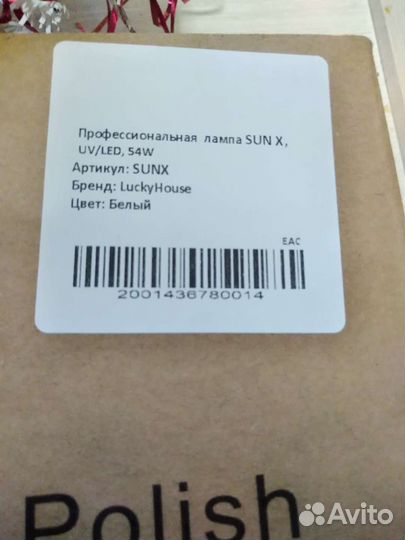 Профессиональная лампа SUN X,
UV/LED, 54W
Артикул: SUNX
Бренд: LuckyHouse
Цвет: Белый
EAC
2001436780014
Polish
Avito